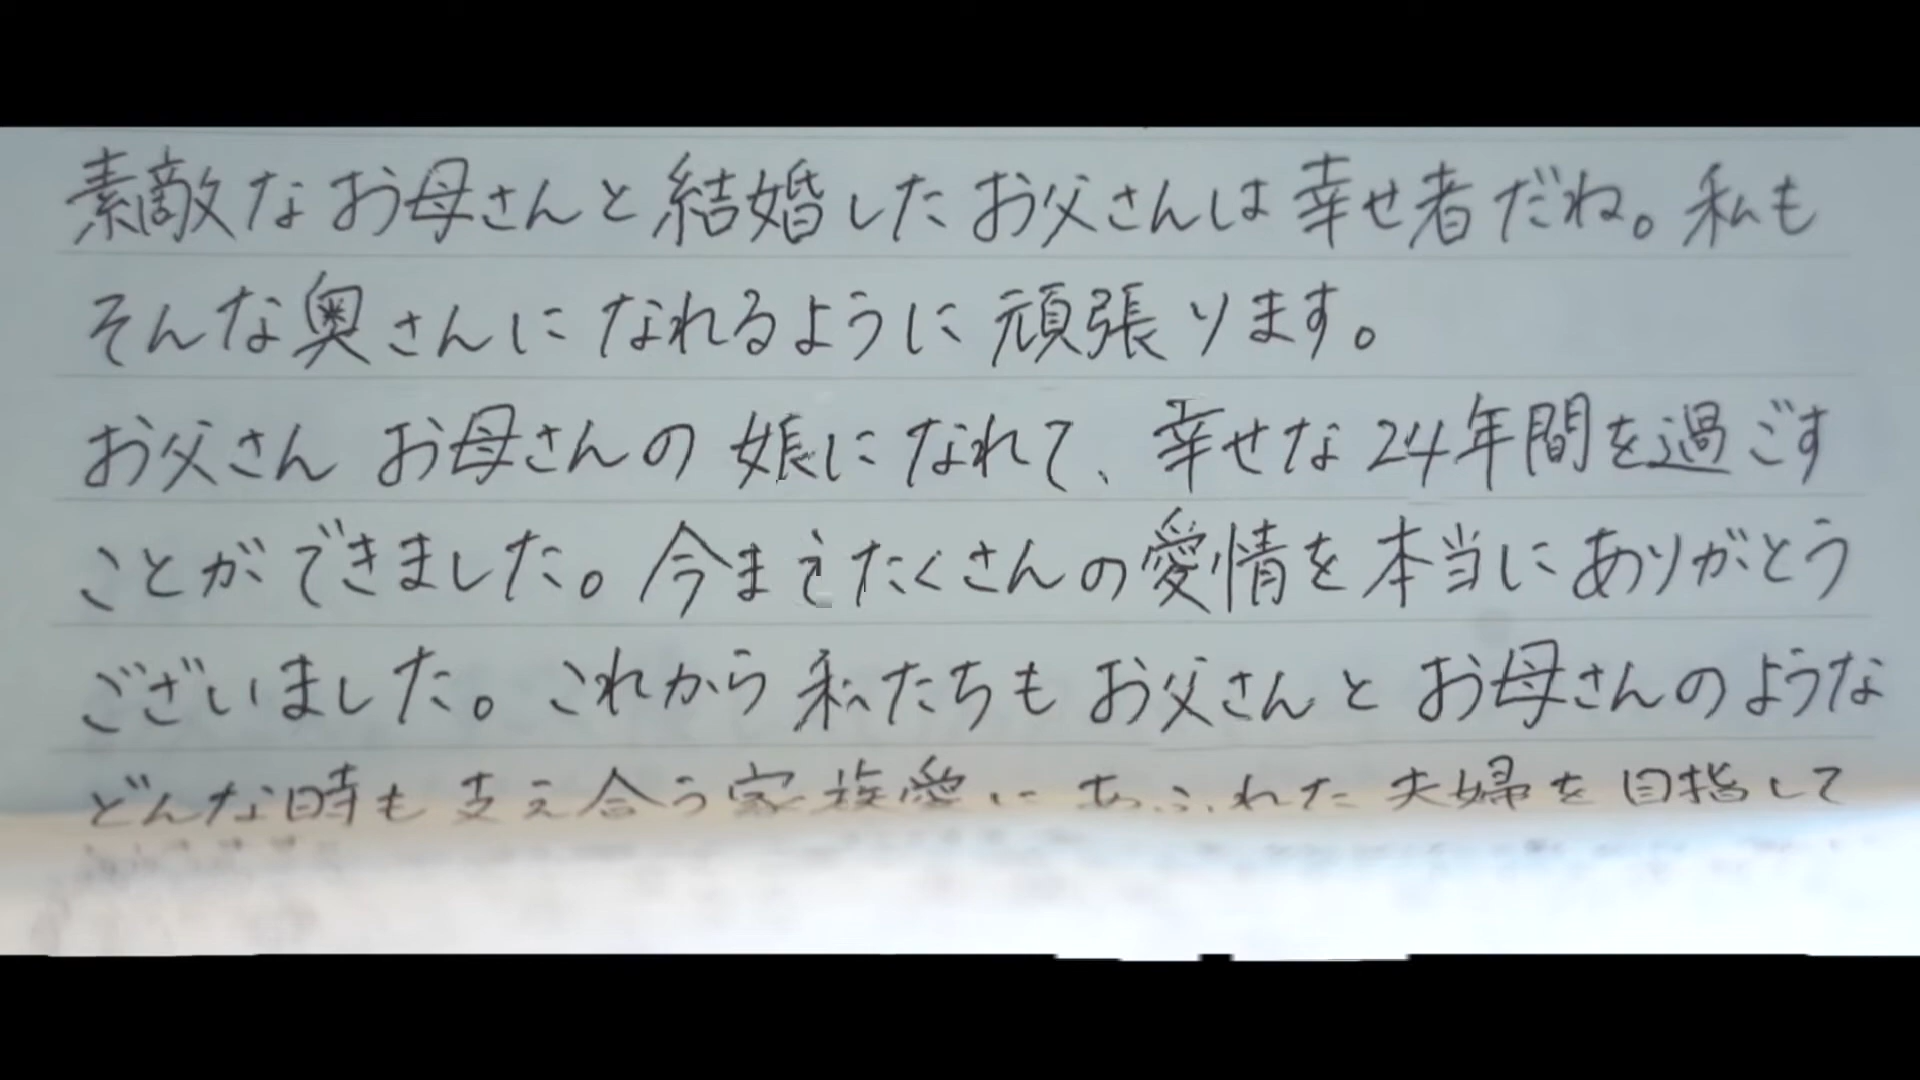 素敵なお母さんと結婚したお父さんは幸せ者だね。私も
そんな奥さんになれるように頑張ります。
お父さん お母さんの娘になれて、幸せな24年間を過ごす
ことができました。今までたくさんの愛情を本当にありがとう
ございました。これから私たちもお父さんとお母さんのような
どんな時も支え合う家族愛にあふれた夫婦を目指して